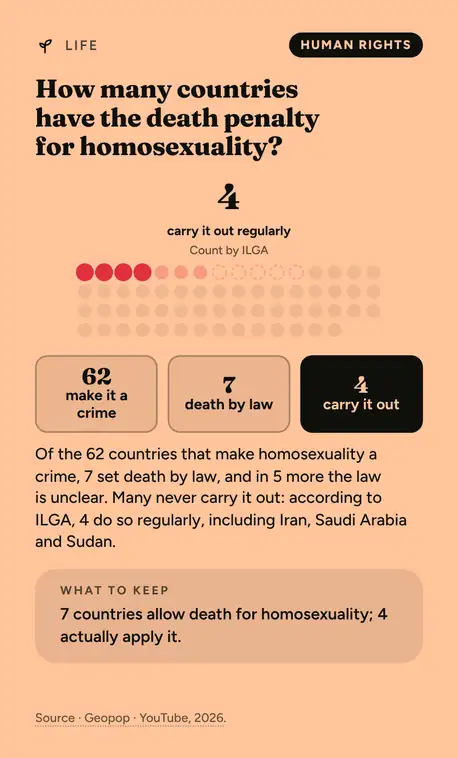 LIFE
HUMAN RIGHTS
How many countries
have the death penalty
for homosexuality?
4
carry it out regularly
Count by ILGA
62
make it a
crime
7
death by law
4
carry it out
Of the 62 countries that make homosexuality a
crime, 7 set death by law, and in 5 more the law
is unclear. Many never carry it out: according to
ILGA, 4 do so regularly, including Iran, Saudi Arabia
and Sudan.
WHAT TO KEEP
7 countries allow death for homosexuality; 4
actually apply it.
Source · Geopop · YouTube, 2026.